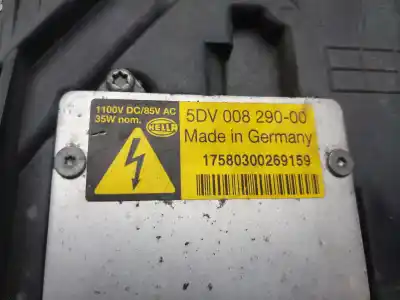 1100V DC/85V AC
35W nom.
HELLA
5DV 008 290-00
Made in Germany
17580300269159